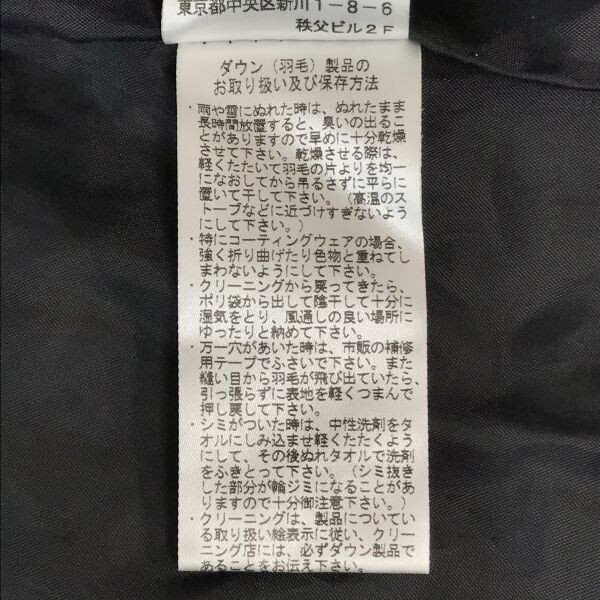 東京都中央区新川1-8-6
秩父ビル2F
ダウン(羽毛)製品の
お取り扱い及び保存方法
・雨や雪にぬれた時は、ぬれたまま
長時間放置すると、臭いの出るこ
とがありますので早めに十分乾燥
させて下さい。乾燥させる際は、
軽くたたいて羽毛の片よりを均一
になおしてから吊るさずに平らに
置いて干して下さい。(高温のス
トーブなどに近づけすぎないよう
にして下さい。)
・特にコーティングウェアの場合、
強く折り曲げたり色物と重ねてし
まわないようにして下さい。
・クリーニングから戻ってきたら、
ポリ袋から出して陰干して十分に
湿気をとり、風通しの良い場所に
ゆったりと納めて下さい。
・万一穴があいた時は、市販の補修
用テープでふさいで下さい。また
縫い目から羽毛が飛び出ていたら、
引っ張らずに表地を軽くつまんで
押し戻して下さい。
・シミがついた時は、中性洗剤をタ
オルにしみ込ませ軽くたたくよう
にして、その後ぬれタオルで洗剤
をふきとって下さい。(シミ抜き
した部分が輪ジミになることがあ
りますので十分御注意下さい。)
・クリーニングは、製品についてい
る取り扱い絵表示に従い、クリー
ニング店には、必ずダウン製品で
あることをお伝え下さい。